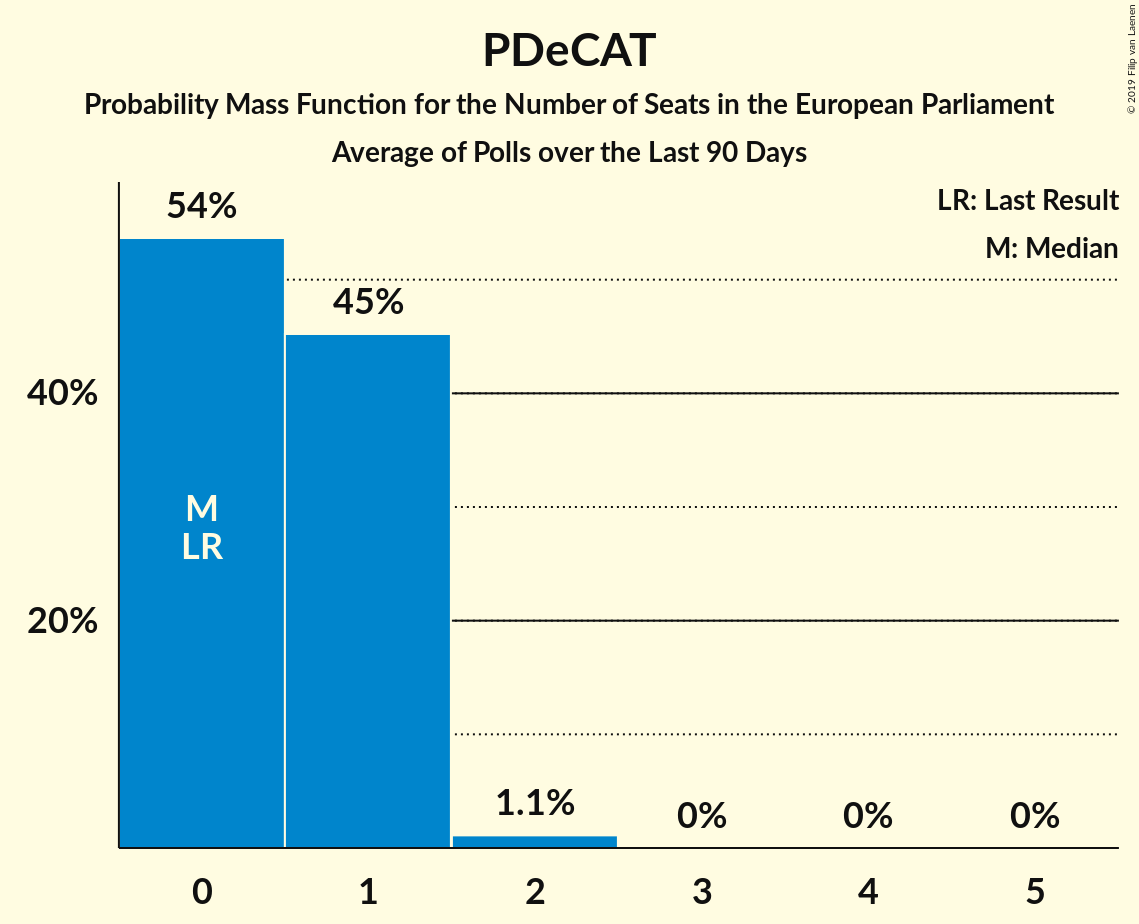 PDeCAT
Probability Mass Function for the Number of Seats in the European Parliament
Average of Polls over the Last 90 Days
© 2019 Filip van Laenen
LR: Last Result
M: Median
54%
45%
40%
M
LR
20%
1.1%
0%
0%
0%
0
1
2
3
4
5